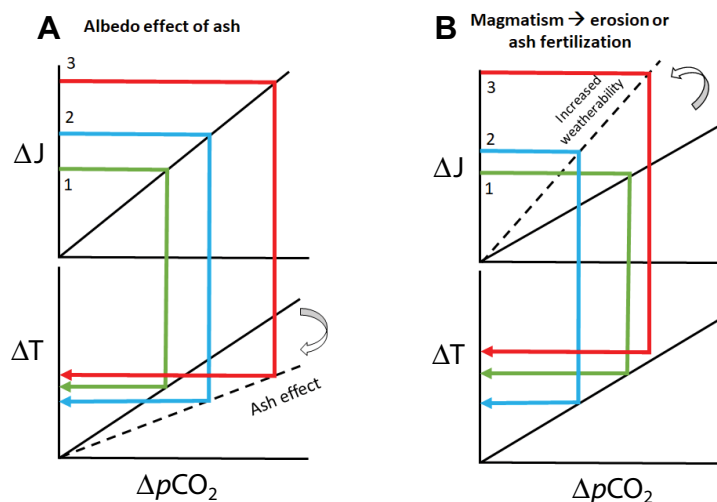 A
Albedo effect of ash
3
2
ΔJ
1
ΔT
Ash effect
ΔpCO2
B
Magmatism → erosion or
ash fertilization
3
Increased
weatherability
2
ΔJ
1
ΔT
ΔpCO2